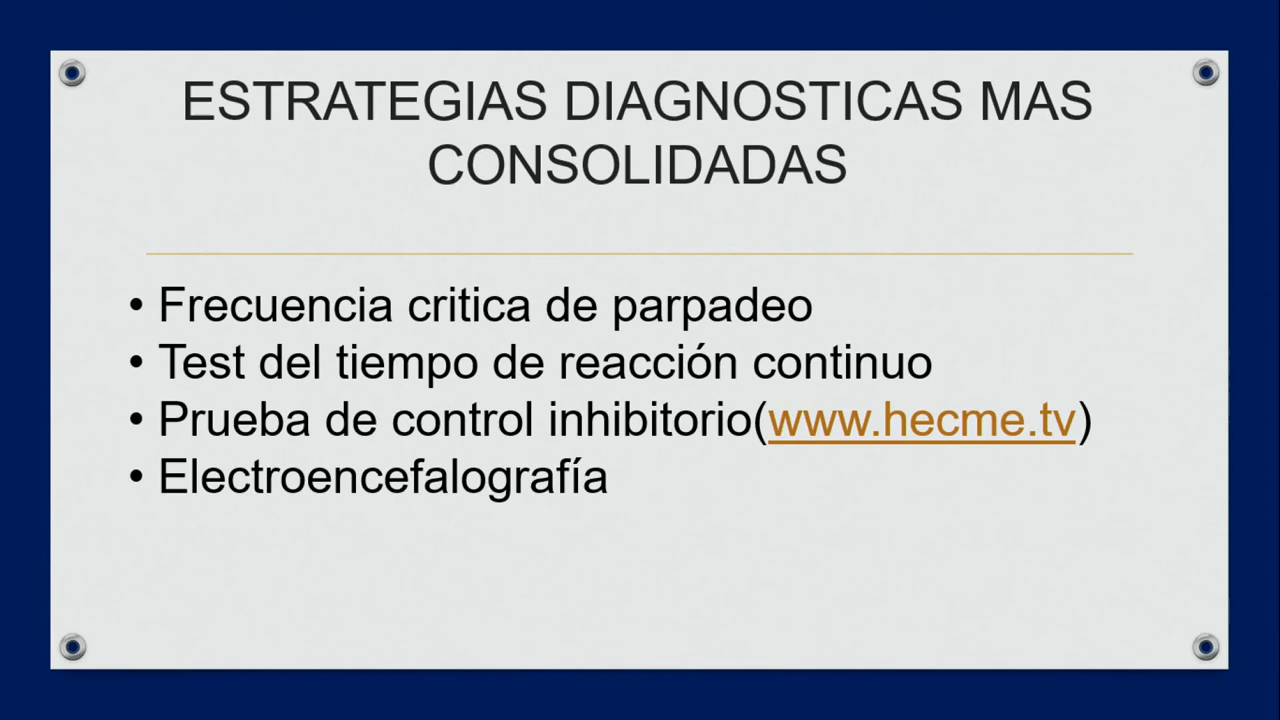 ESTRATEGIAS DIAGNOSTICAS MAS
CONSOLIDADAS
• Frecuencia critica de parpadeo
• Test del tiempo de reacción continuo
• Prueba de control inhibitorio(www.hecme.tv)
• Electroencefalografía